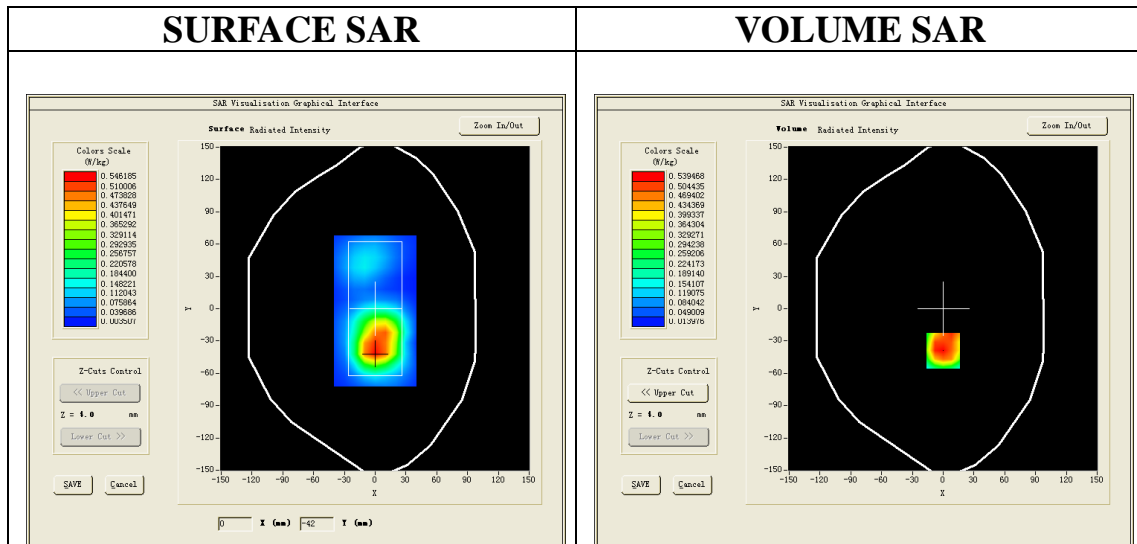 SURFACE SAR
SAR Visualisation Graphical Interface
Surface Radiated Intensity
Zoom In/Out
Colors Scale
(W/kg)
0.546185
0.510006
0.473828
0.437649
0.401471
0.365292
0.329114
0.292935
0.256757
0.220578
0.184400
0.148221
0.112043
0.075864
0.039686
0.003507
Z-Cuts Control
<< Upper Cut
Z = 4.0 mm
Lower Cut >>
SAVE
Cancel
150
120
90
60
30
0
-30
-60
-90
-120
-150
Y
-150 -120 -90 -60 -30 0 30 60 90 120 150
X
0 X (mm) -42 Y (mm)
VOLUME SAR
SAR Visualisation Graphical Interface
Volume Radiated Intensity
Zoom In/Out
Colors Scale
(W/kg)
0.539468
0.504435
0.469402
0.434369
0.399337
0.364304
0.329271
0.294238
0.259206
0.224173
0.189140
0.154107
0.119075
0.084042
0.049009
0.013976
Z-Cuts Control
<< Upper Cut
Z = 4.0 mm
Lower Cut >>
SAVE
Cancel
150
120
90
60
30
0
-30
-60
-90
-120
-150
Y
-150 -120 -90 -60 -30 0 30 60 90 120 150
X